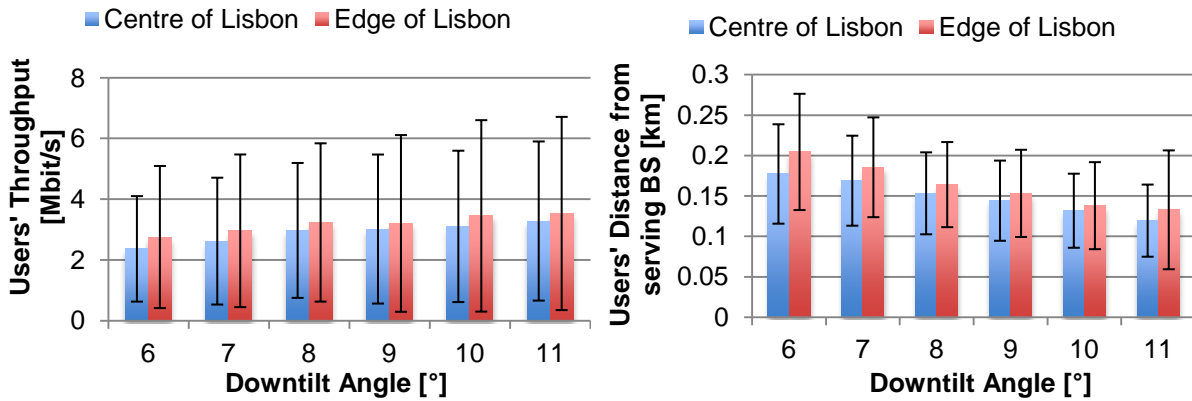 Centre of Lisbon Edge of Lisbon
Users' Throughput
[Mbit/s]
8
6
4
2
0
6 7 8 9 10 11
Downtilt Angle [°]
Centre of Lisbon Edge of Lisbon
Users' Distance from
serving BS [km]
0.3
0.25
0.2
0.15
0.1
0.05
0
6 7 8 9 10 11
Downtilt Angle [°]